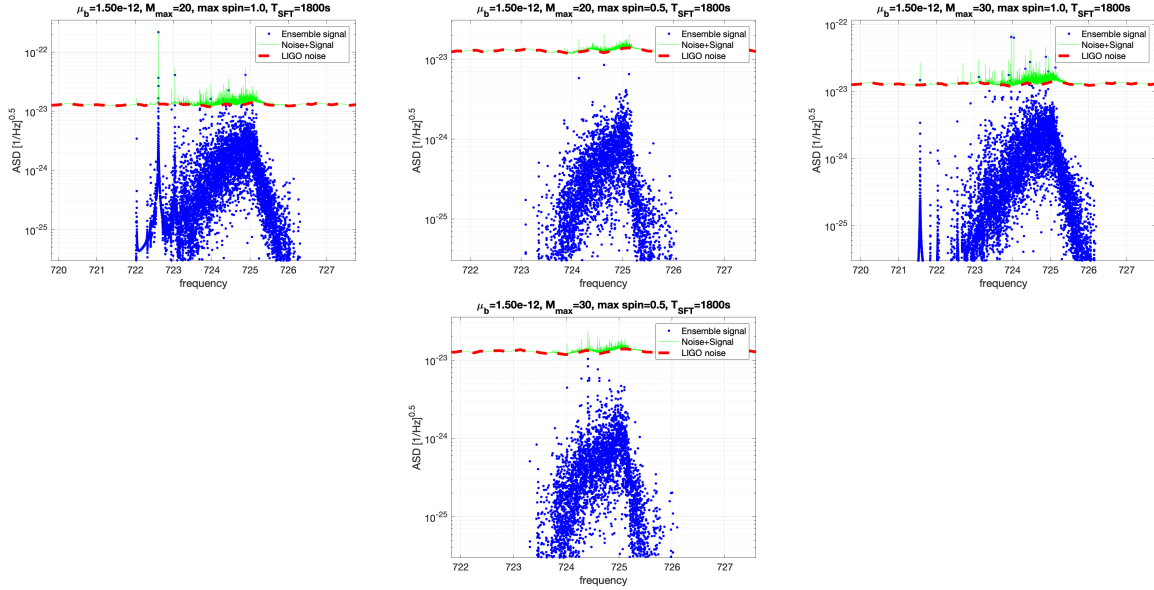 μb=1.50e-12, Mmax=20, max spin=1.0, TSFT=1800s
Ensemble signal
Noise+Signal
LIGO noise
10-22
10-23
10-24
10-25
ASD [1/Hz]0.5
720 721 722 723 724 725 726 727
frequency
μb=1.50e-12, Mmax=20, max spin=0.5, TSFT=1800s
Ensemble signal
Noise+Signal
LIGO noise
10-23
10-24
10-25
ASD [1/Hz]0.5
722 723 724 725 726 727
frequency
μb=1.50e-12, Mmax=30, max spin=1.0, TSFT=1800s
Ensemble signal
Noise+Signal
LIGO noise
10-22
10-23
10-24
10-25
ASD [1/Hz]0.5
720 721 722 723 724 725 726 727
frequency
μb=1.50e-12, Mmax=30, max spin=0.5, TSFT=1800s
Ensemble signal
Noise+Signal
LIGO noise
10-23
10-24
10-25
ASD [1/Hz]0.5
722 723 724 725 726 727
frequency